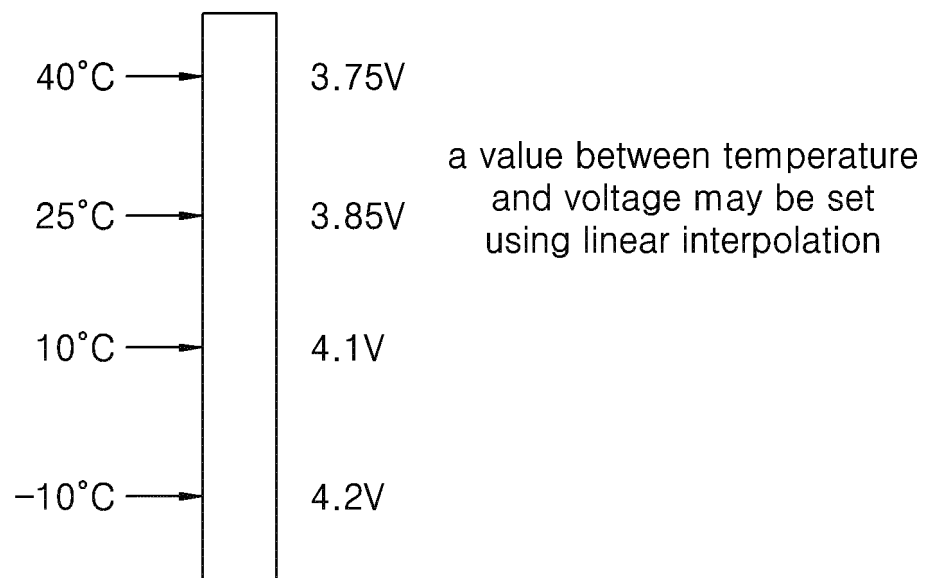 40°C 3.75V
a value between temperature
and voltage may be set
using linear interpolation
25°C 3.85V
10°C 4.1V
−10°C 4.2V